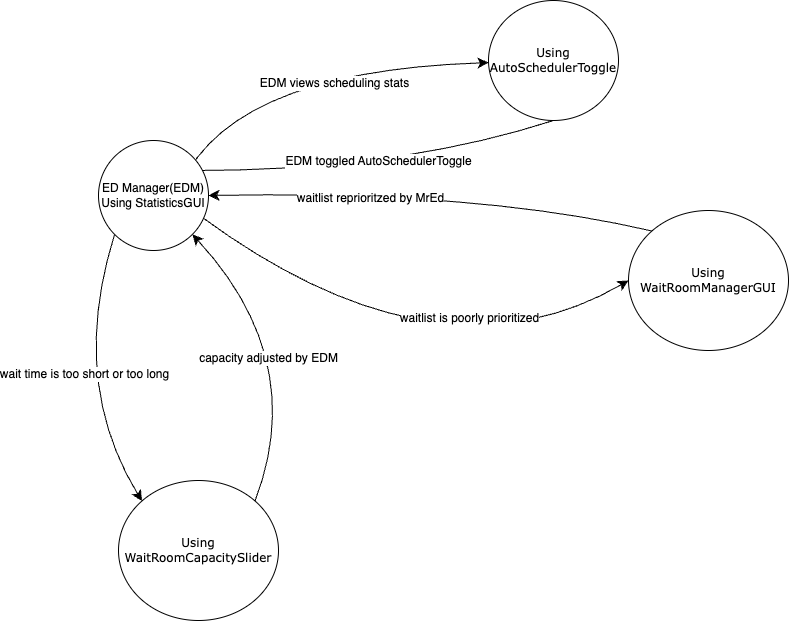 Using
AutoSchedulerToggle
EDM views scheduling stats
EDM toggled AutoSchedulerToggle
ED Manager(EDM)
Using StatisticsGUI
waitlist repriortized by MrEd
Using
WaitRoomManagerGUI
waitlist is poorly prioritized
capacity adjusted by EDM
wait time is too short or too long
Using
WaitRoomCapacitySlider